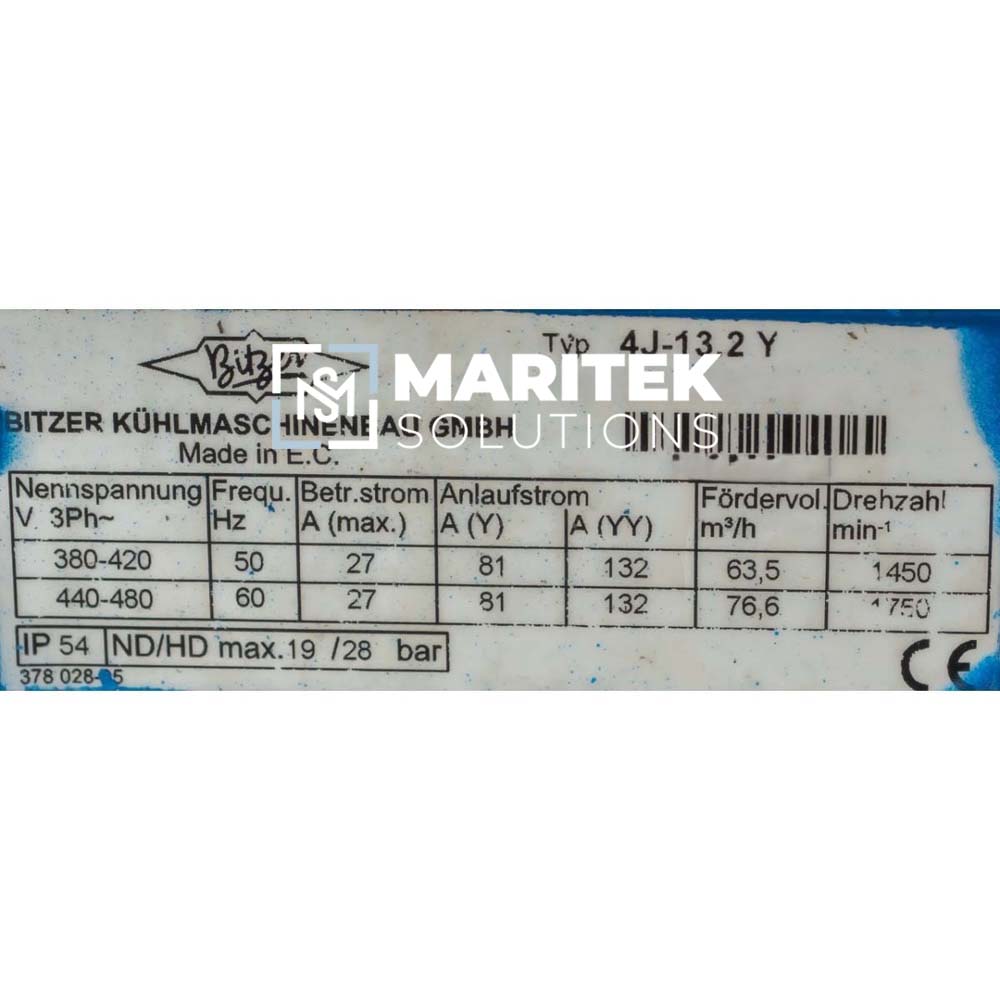 Bitzer
Typ 4J-13.2 Y
MARITEK
SOLUTIONS
BITZER KÜHLMASCHINENBAU GMBH
Made in E.C.
Nennspannung Frequ. Betr.strom Anlaufstrom Fördervol. Drehzahl
V 3Ph~ Hz A (max.) A (Y) A (YY) m³/h min-¹
380-420 50 27 81 132 63,5 1450
440-480 60 27 81 132 76,6 1750
IP 54 ND/HD max.19 /28 bar
378 028-
CE